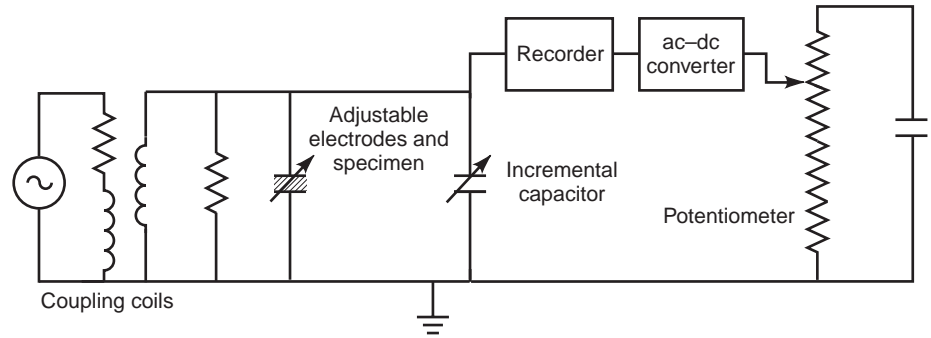 Recorder
ac–dc
converter
Adjustable
electrodes and
specimen
Incremental
capacitor
Potentiometer
Coupling coils